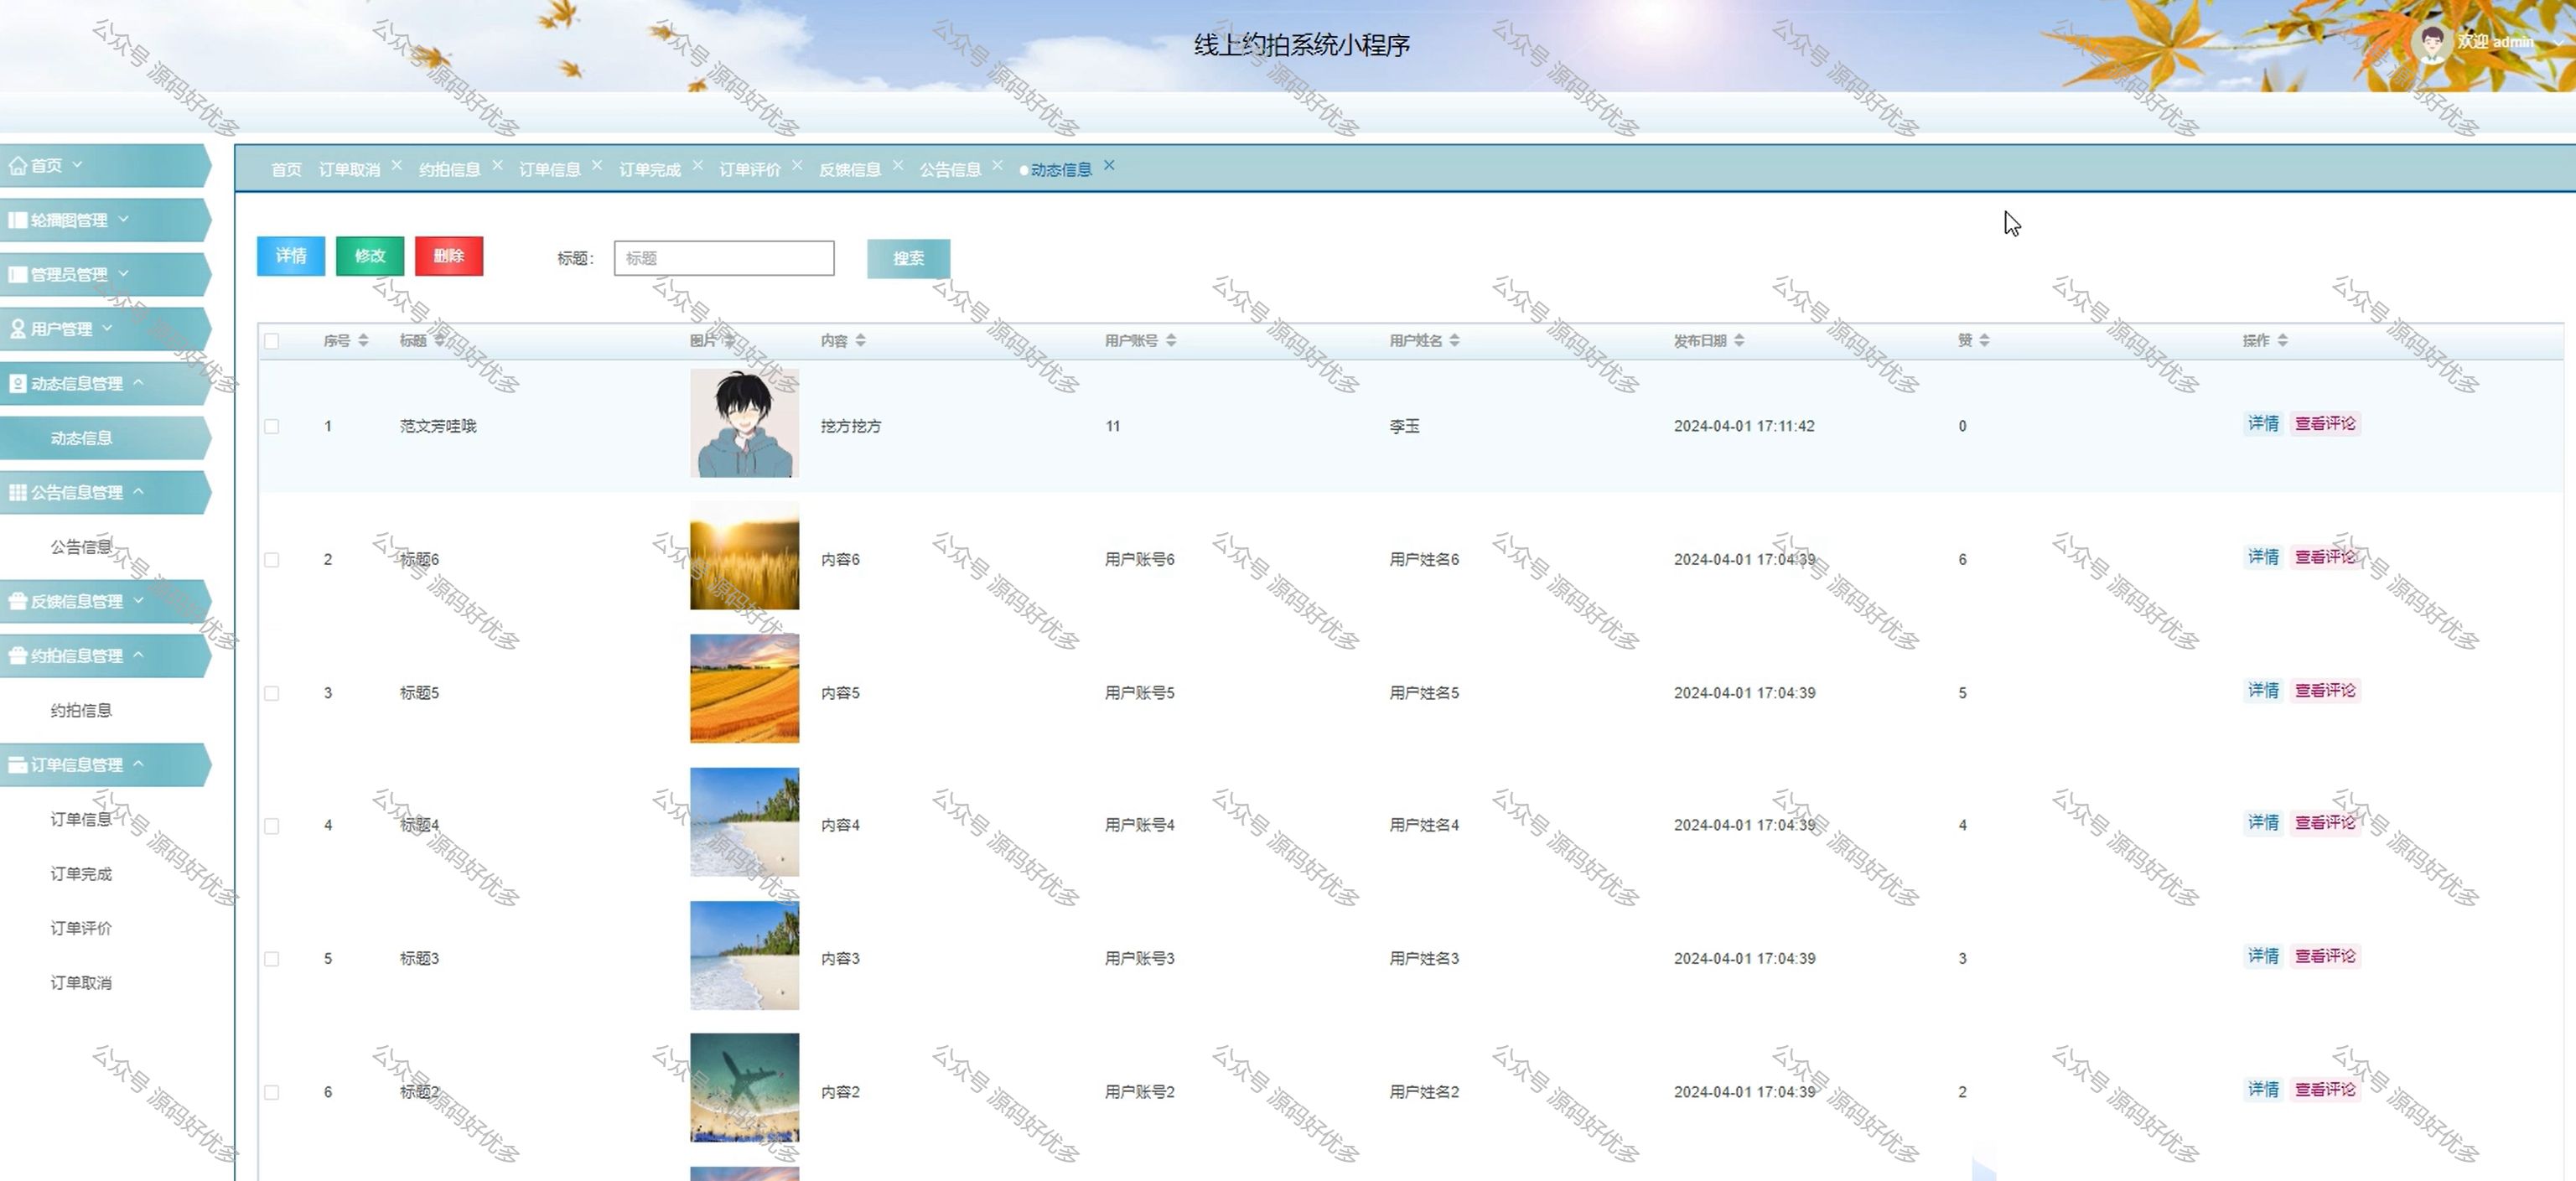 线上约拍系统小程序
欢迎 admin
首页
轮播图管理
管理员管理
用户管理
动态信息管理
动态信息
公告信息管理
公告信息
反馈信息管理
约拍信息管理
约拍信息
订单信息管理
订单信息
订单完成
订单评价
订单取消
首页 订单取消 约拍信息 订单信息 订单完成 订单评价 反馈信息 公告信息 动态信息
详情 修改 删除 标题： 标题 搜索
序号 标题 图片 内容 用户账号 用户姓名 发布日期 赞 操作
1 范文芳哇哦 挖方挖方 11 李玉 2024-04-01 17:11:42 0 详情 查看评论
2 标题6 内容6 用户账号6 用户姓名6 2024-04-01 17:04:39 6 详情 查看评论
3 标题5 内容5 用户账号5 用户姓名5 2024-04-01 17:04:39 5 详情 查看评论
4 标题4 内容4 用户账号4 用户姓名4 2024-04-01 17:04:39 4 详情 查看评论
5 标题3 内容3 用户账号3 用户姓名3 2024-04-01 17:04:39 3 详情 查看评论
6 标题2 内容2 用户账号2 用户姓名2 2024-04-01 17:04:39 2 详情 查看评论
公众号 源码好优多